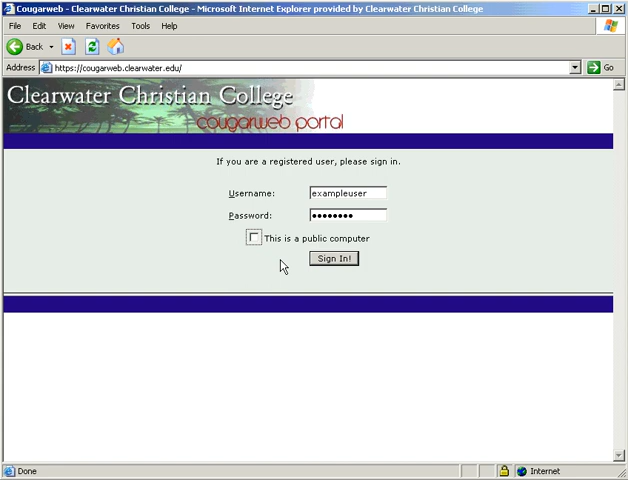 Cougarweb - Clearwater Christian College - Microsoft Internet Explorer provided by Clearwater Christian College
File Edit View Favorites Tools Help
Back
Address https://cougarweb.clearwater.edu/ Go
Clearwater Christian College
cougarweb portal
If you are a registered user, please sign in.
Username: exampleuser
Password: ••••••••
This is a public computer
Sign In!
Done Internet